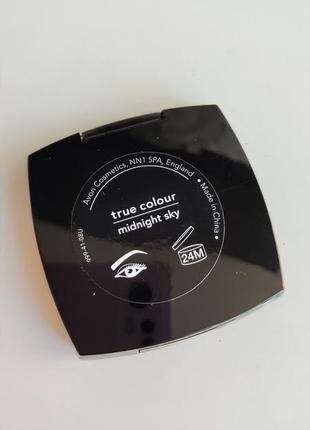 Avon Cosmetics, NN1 5PA, England • Made in China •
true colour
midnight sky
24M